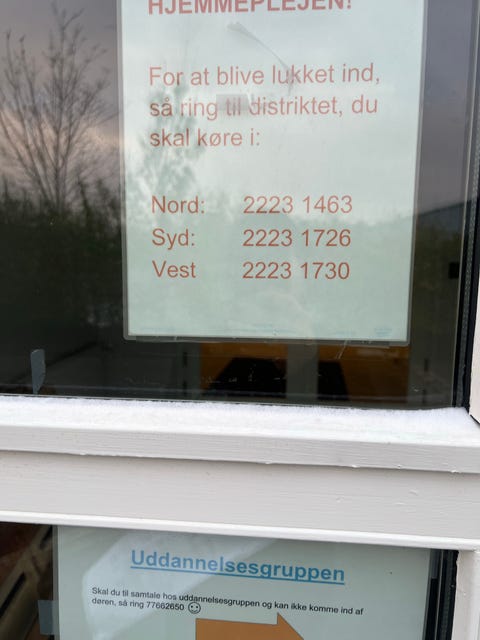 HJEMMEPLEJEN!
For at blive lukket ind,
så ring til distriktet, du
skal køre i:
Nord: 2223 1463
Syd: 2223 1726
Vest 2223 1730
Uddannelsesgruppen
Skal du til samtale hos uddannelsesgruppen og kan ikke komme ind af
døren, så ring 77662650 ☺